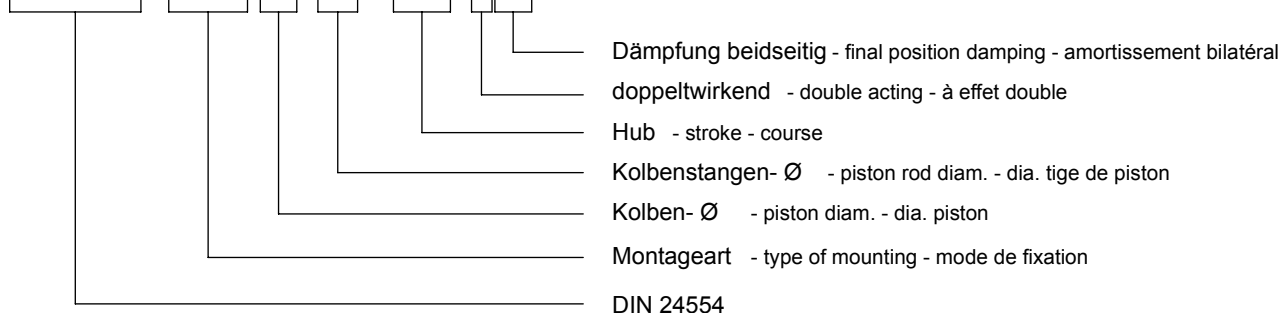 Dämpfung beidseitig - final position damping - amortissement bilatéral
doppeltwirkend - double acting - à effet double
Hub - stroke - course
Kolbenstangen- Ø - piston rod diam. - dia. tige de piston
Kolben- Ø - piston diam. - dia. piston
Montageart - type of mounting - mode de fixation
DIN 24554